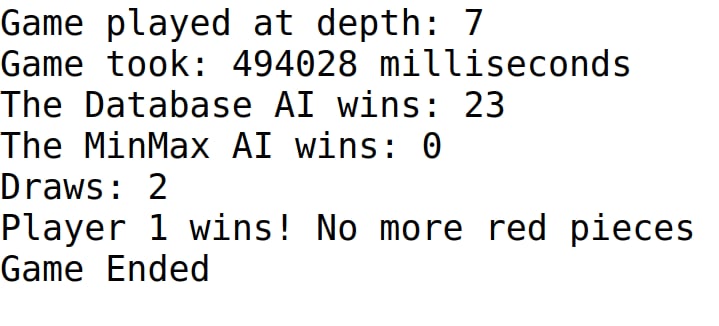 Game played at depth: 7
Game took: 494028 milliseconds
The Database AI wins: 23
The MinMax AI wins: 0
Draws: 2
Player 1 wins! No more red pieces
Game Ended